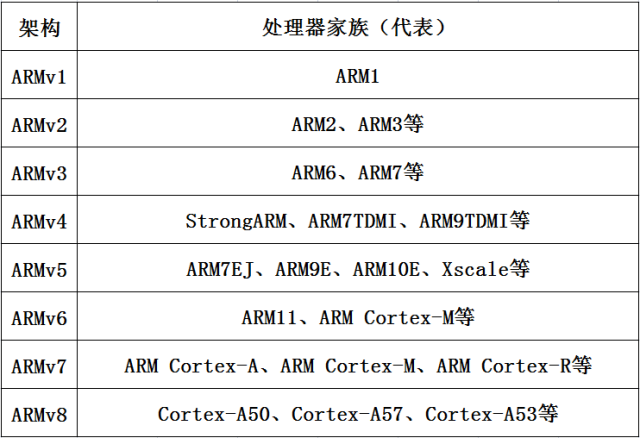 架构 处理器家族（代表）
ARMv1 ARM1
ARMv2 ARM2、ARM3等
ARMv3 ARM6、ARM7等
ARMv4 StrongARM、ARM7TDMI、ARM9TDMI等
ARMv5 ARM7EJ、ARM9E、ARM10E、Xscale等
ARMv6 ARM11、ARM Cortex-M等
ARMv7 ARM Cortex-A、ARM Cortex-M、ARM Cortex-R等
ARMv8 Cortex-A50、Cortex-A57、Cortex-A53等